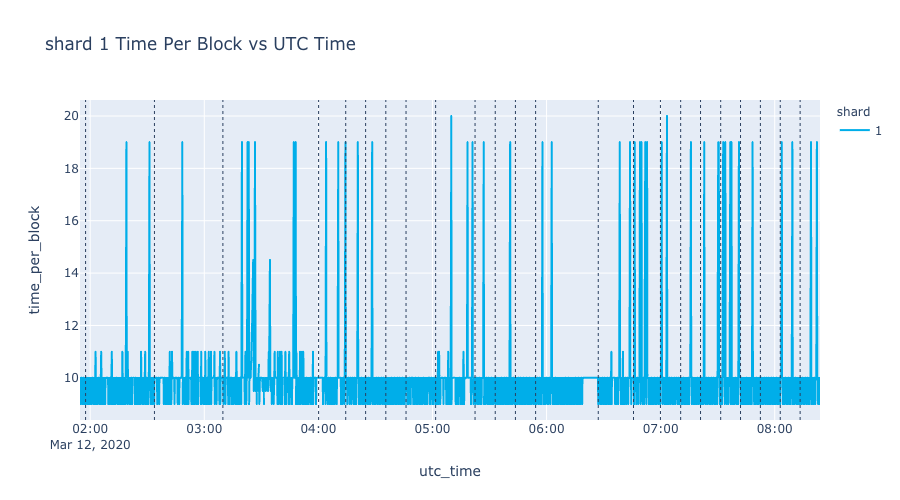 shard 1 Time Per Block vs UTC Time
shard
1
time_per_block
20
18
16
14
12
10
02:00
03:00
04:00
05:00
06:00
07:00
08:00
Mar 12, 2020
utc_time